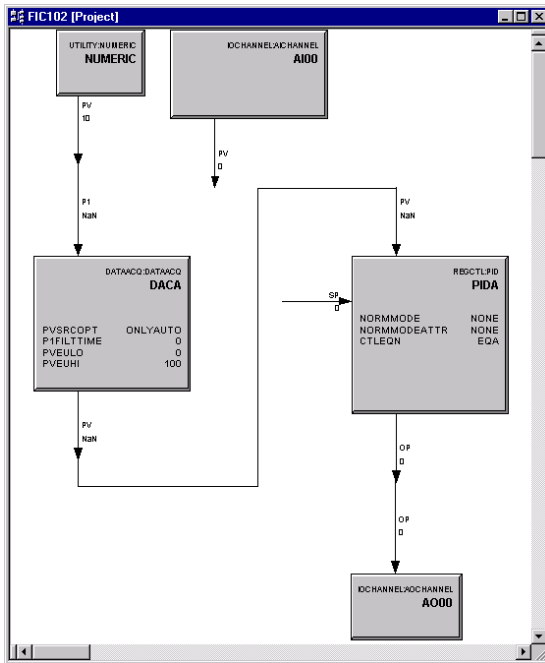 FIC102 [Project]
UTILITY:NUMERIC
NUMERIC
IOCHANNEL:AICHANNEL
AI00
PV
10
PV
0
P1
NaN
PV
NaN
DATAACQ:DATAACQ
DACA
PVSRCOPT ONLYAUTO
P1FILTTIME 0
PVEULO 0
PVEUHI 100
SP
0
REGCTL:PID
PIDA
NORMMODE NONE
NORMMODEATTR NONE
CTLEQN EQA
PV
NaN
OP
0
OP
0
IOCHANNEL:AOCHANNEL
AO00